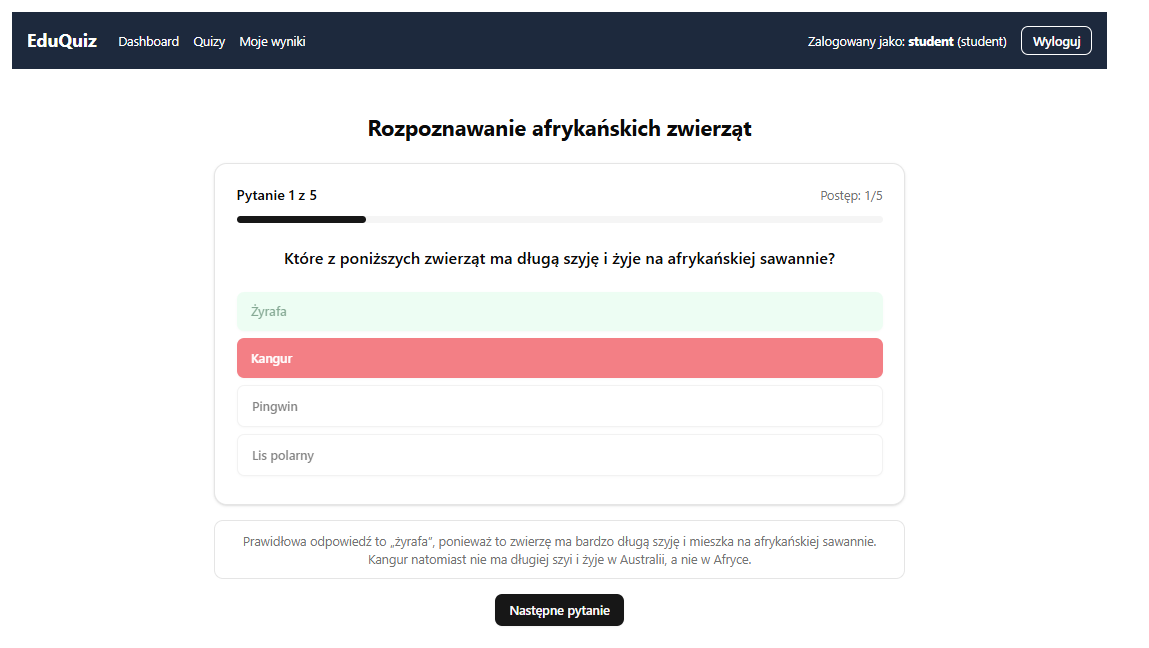 EduQuiz Dashboard Quizy Moje wyniki Zalogowany jako: student (student) Wyloguj
Rozpoznawanie afrykańskich zwierząt
Pytanie 1 z 5 Postęp: 1/5
Które z poniższych zwierząt ma długą szyję i żyje na afrykańskiej sawannie?
Żyrafa
Kangur
Pingwin
Lis polarny
Prawidłowa odpowiedź to „żyrafa”, ponieważ to zwierzę ma bardzo długą szyję i mieszka na afrykańskiej sawannie.
Kangur natomiast nie ma długiej szyi i żyje w Australii, a nie w Afryce.
Następne pytanie